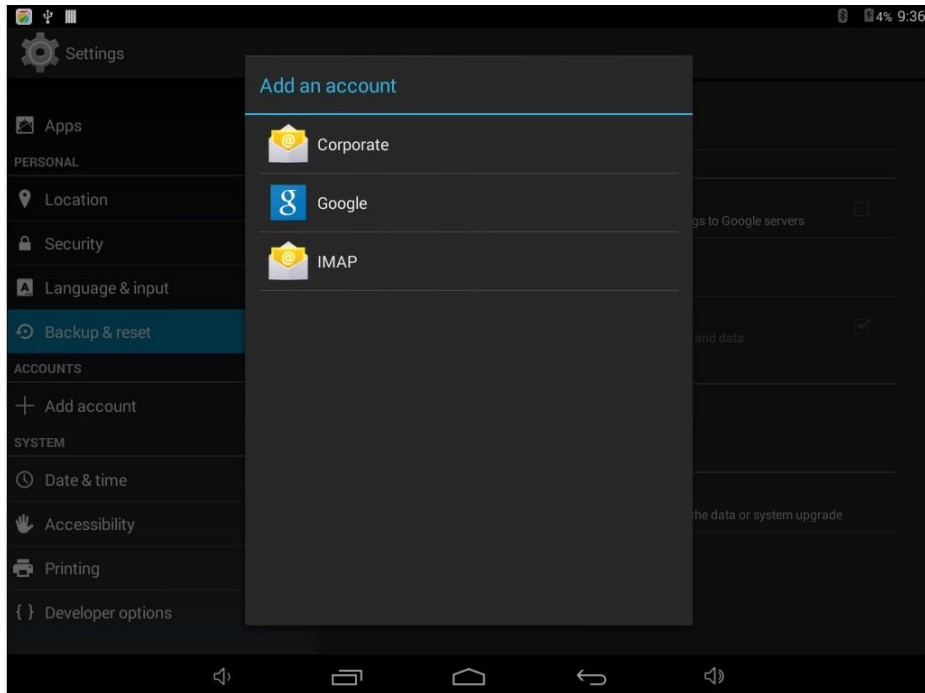 4% 9:36
Settings
Add an account
Apps
Corporate
PERSONAL
Location
Google
gs to Google servers
Security
IMAP
Language & input
Backup & reset
and data
ACCOUNTS
Add account
SYSTEM
Date & time
the data or system upgrade
Accessibility
Printing
{ } Developer options